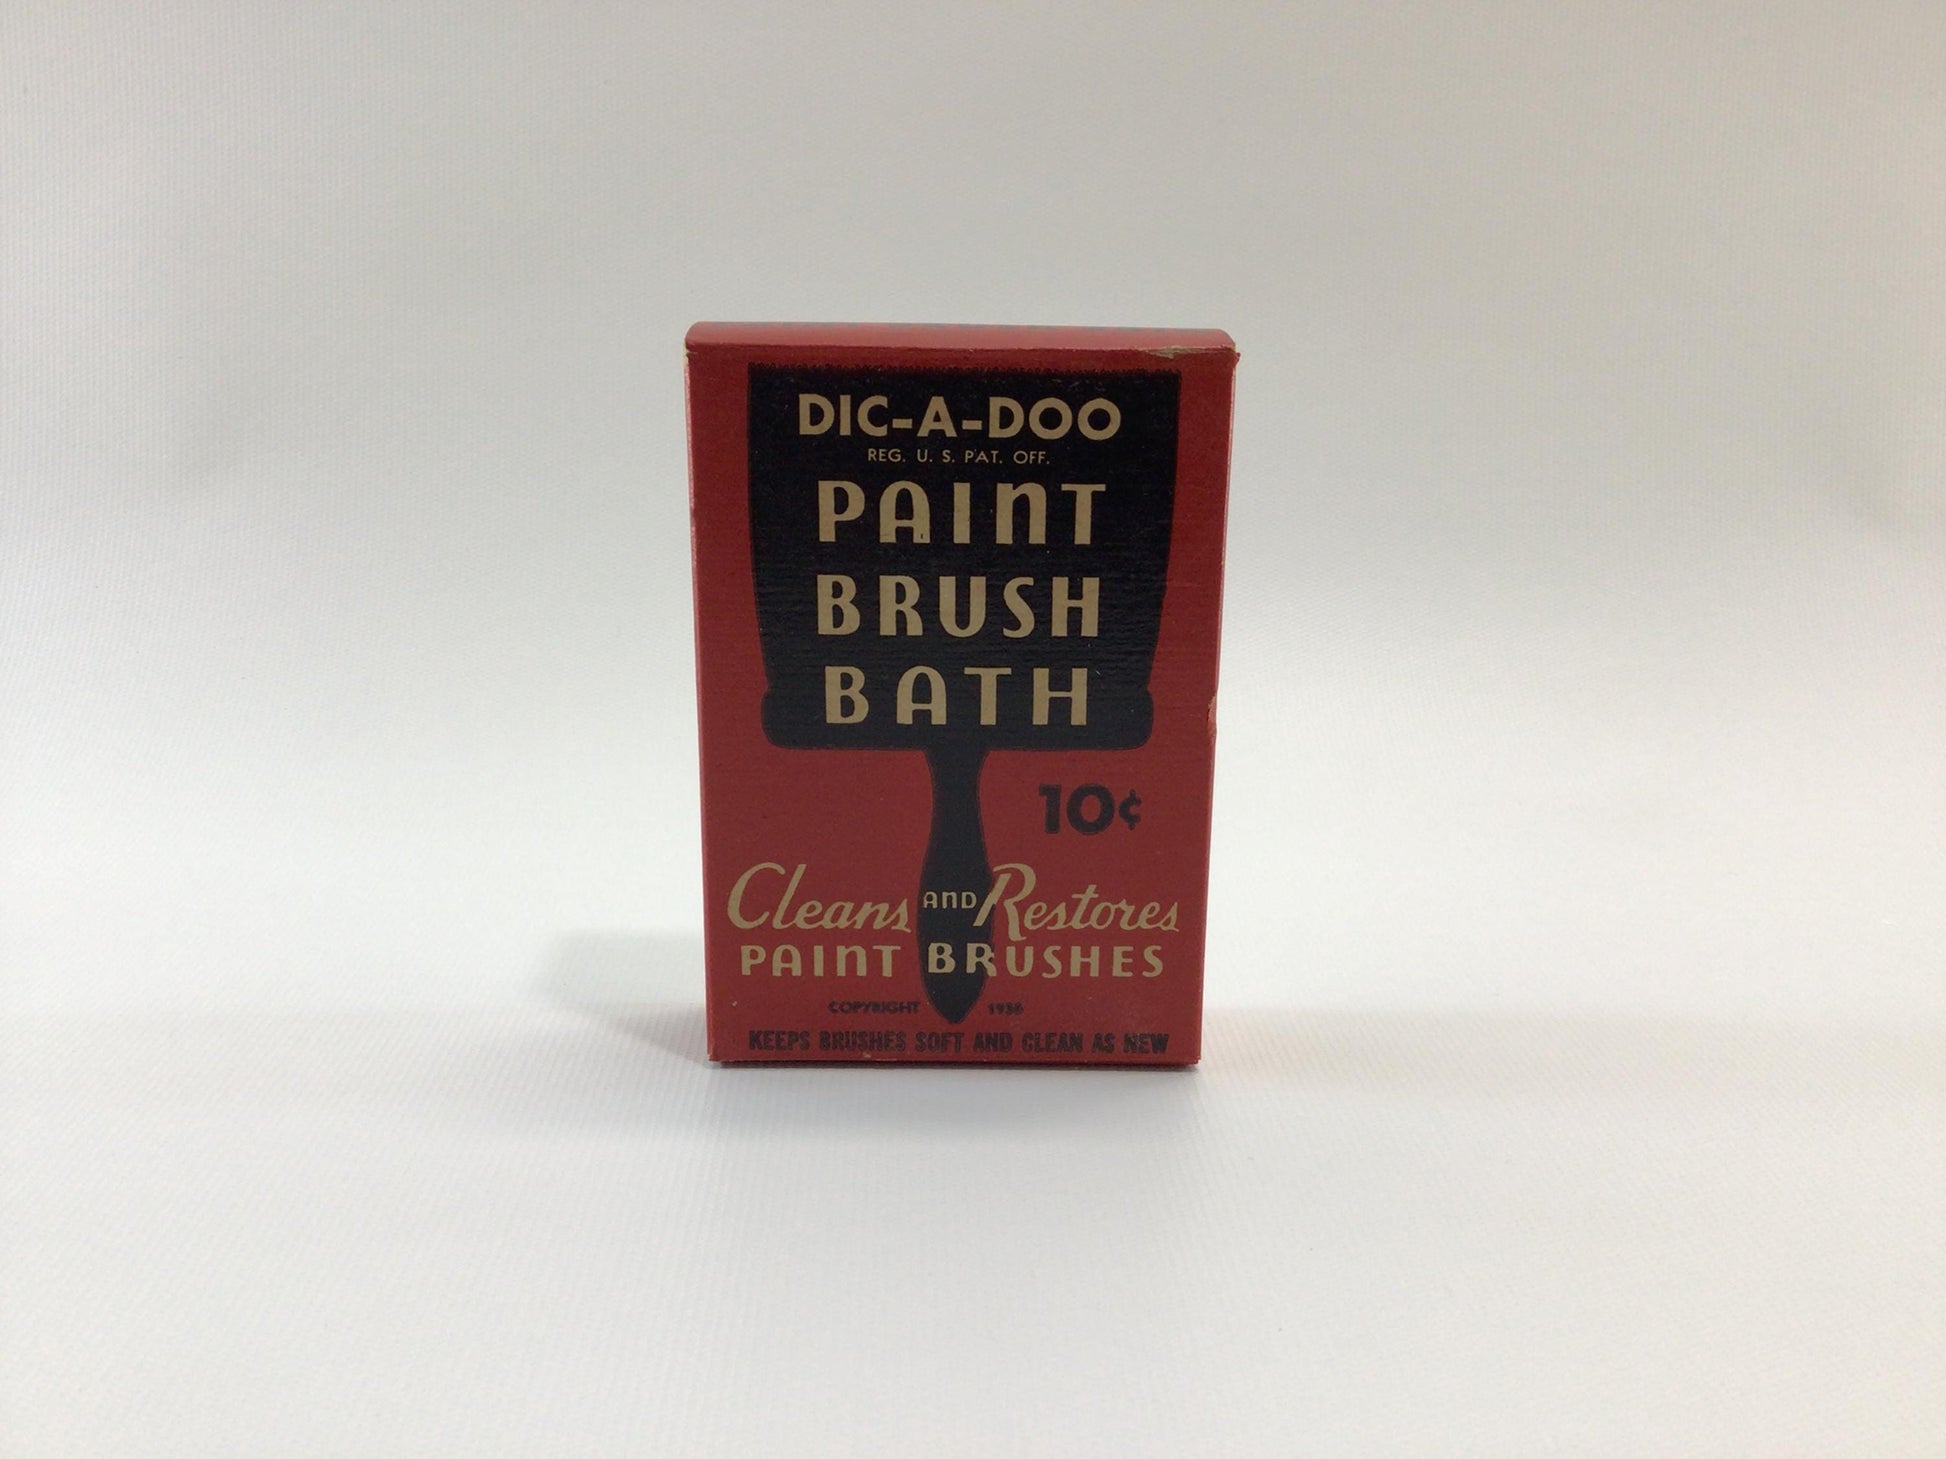 DIC-A-DOO
REG. U. S. PAT. OFF.
PAINT
BRUSH
BATH
10¢
Cleans AND Restores
PAINT BRUSHES
COPYRIGHT 1936
KEEPS BRUSHES SOFT AND CLEAN AS NEW